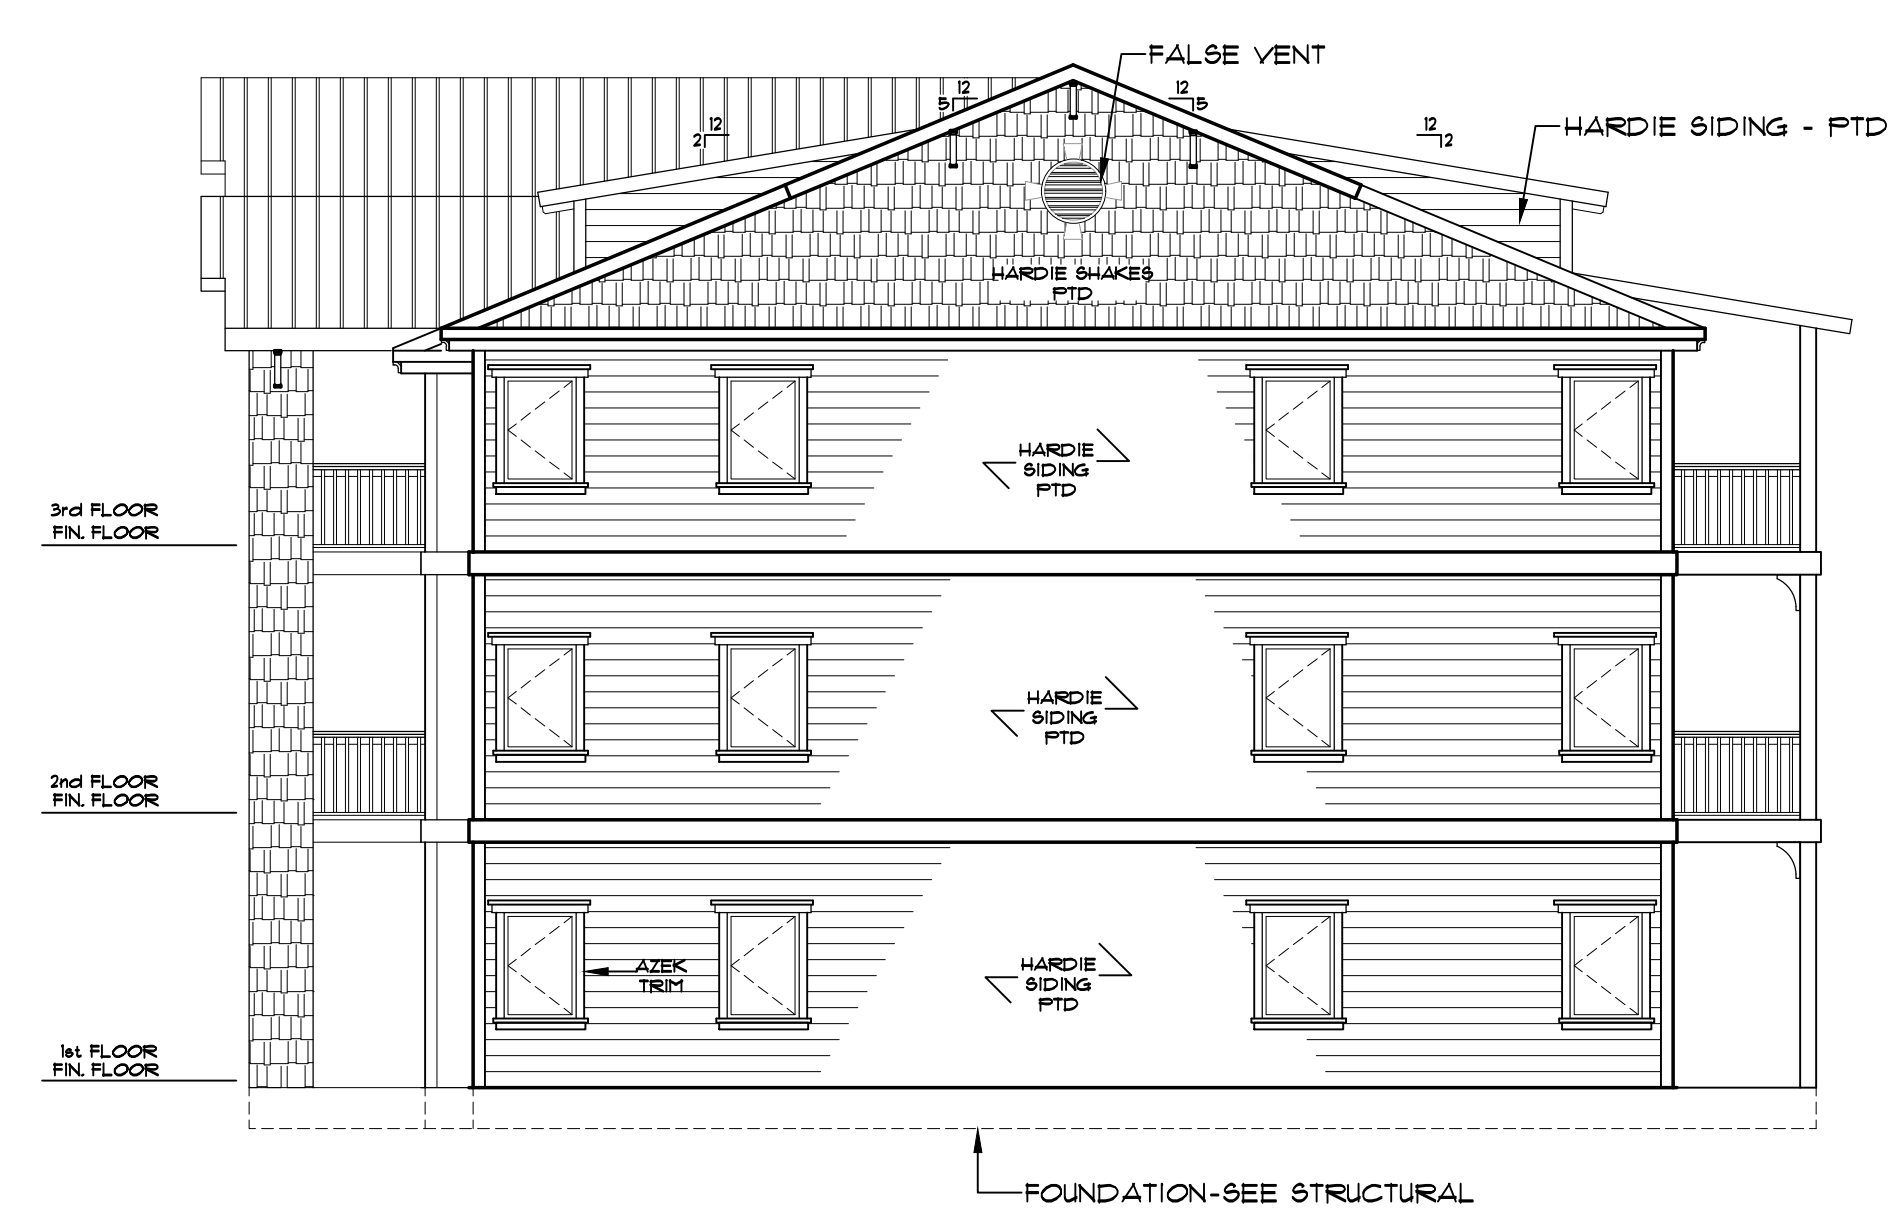 FALSE VENT
12
5
12
5
12
2
12
2
HARDIE SIDING - PTD
HARDIE SHAKES
PTD
HARDIE
SIDING
PTD
3rd FLOOR
FIN. FLOOR
HARDIE
SIDING
PTD
2nd FLOOR
FIN. FLOOR
AZEK
TRIM
HARDIE
SIDING
PTD
1st FLOOR
FIN. FLOOR
FOUNDATION-SEE STRUCTURAL